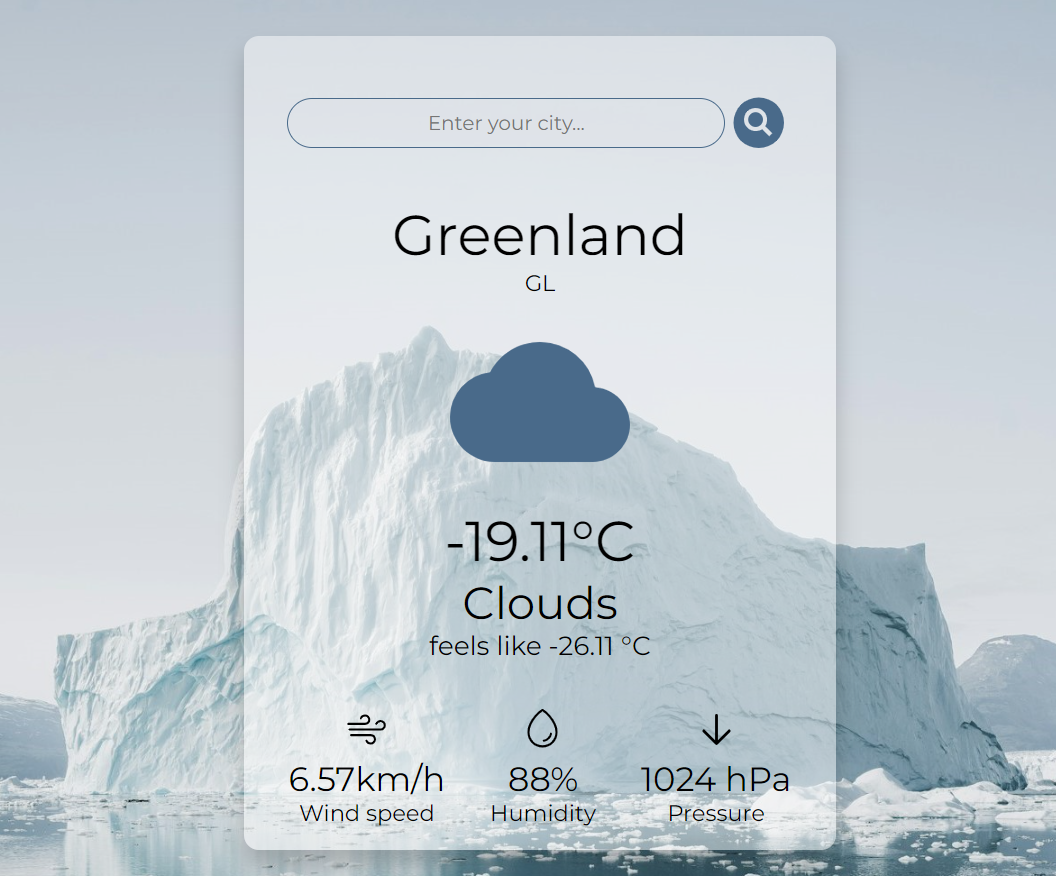 Enter your city...
Greenland
GL
-19.11°C
Clouds
feels like -26.11 °C
6.57km/h 88% 1024 hPa
Wind speed Humidity Pressure